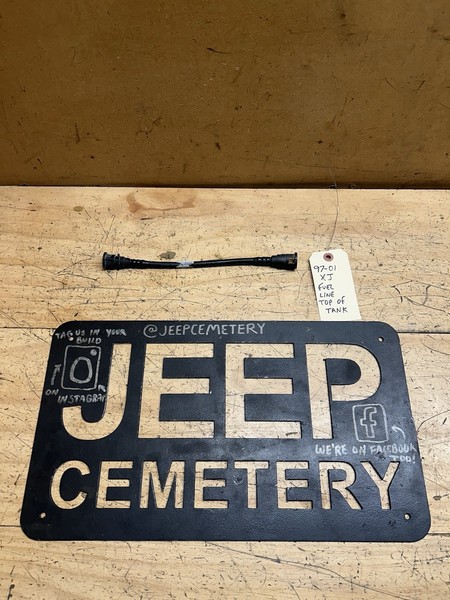 97-01
XJ
FUEL
LINE
TOP OF
TANK
@JEEPCEMETERY
TAG US IN YOUR
BUILD
ON INSTAGRAM
JEEP
WE'RE ON FACEBOOK
TOO!
CEMETERY